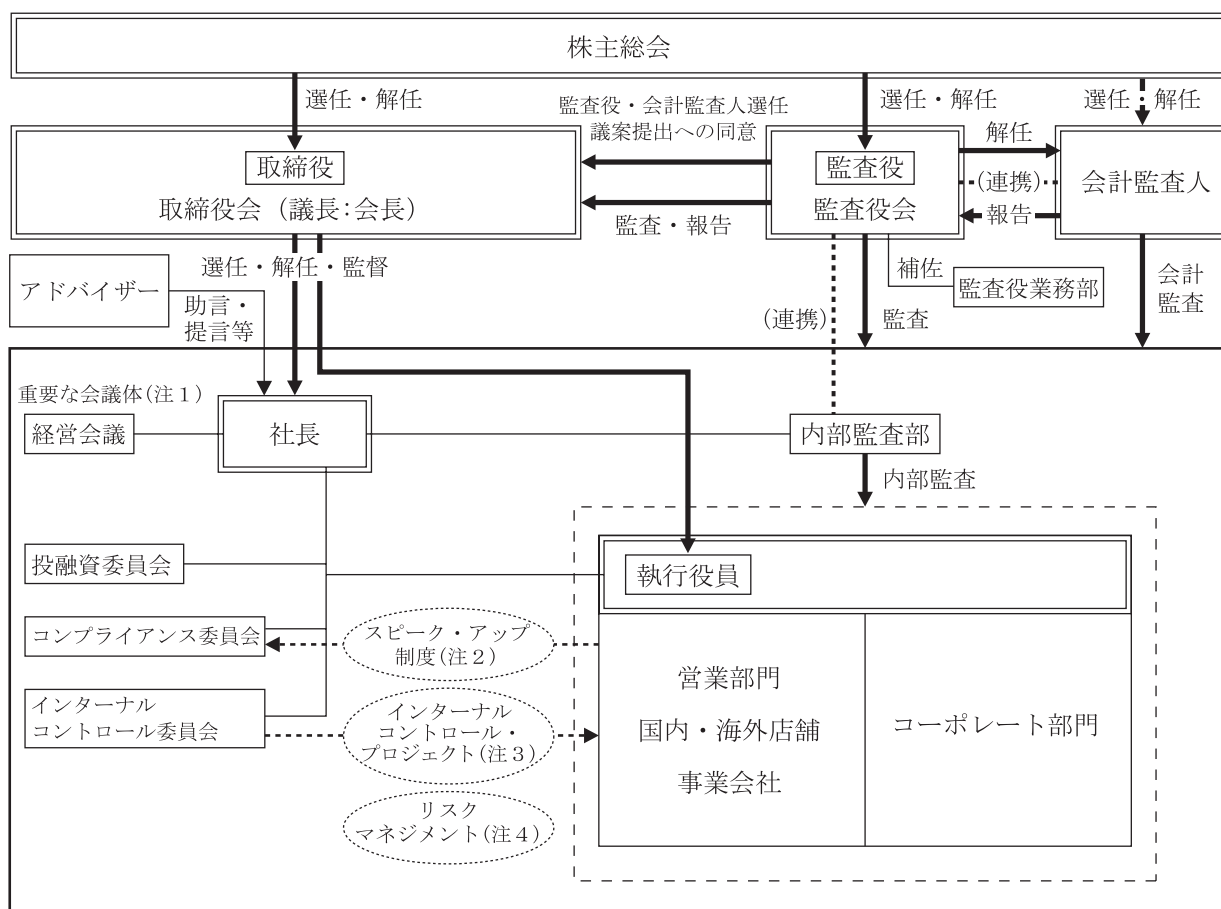 株主総会
選任・解任
監査役・会計監査人選任
議案提出への同意
選任・解任
選任・解任
取締役
取締役会（議長：会長）
監査・報告
監査役
監査役会
解任
（連携）
報告
会計監査人
アドバイザー
助言・
提言等
選任・解任・監督
（連携）
監査
補佐
監査役業務部
会計
監査
重要な会議体（注１）
経営会議
社長
内部監査部
内部監査
投融資委員会
執行役員
コンプライアンス委員会
スピーク・アップ
制度（注２）
インターナル
コントロール委員会
インターナル
コントロール・
プロジェクト（注３）
リスク
マネジメント（注４）
営業部門
国内・海外店舗
事業会社
コーポレート部門